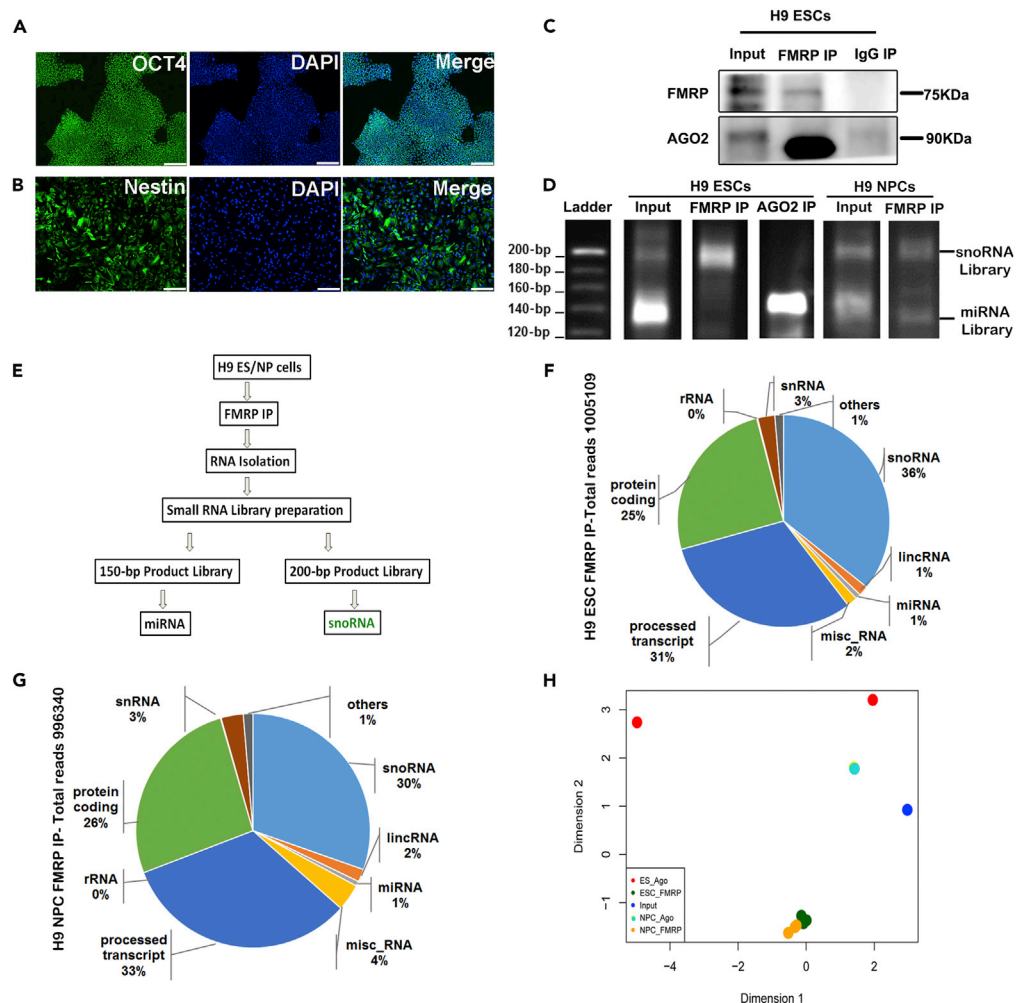 A
OCT4
DAPI
Merge
B
Nestin
DAPI
Merge
C
H9 ESCs
Input FMRP IP IgG IP
FMRP
75KDa
AGO2
90KDa
D
H9 ESCs
H9 NPCs
Ladder
Input FMRP IP AGO2 IP
Input FMRP IP
200-bp
180-bp
160-bp
140-bp
120-bp
snoRNA
Library
miRNA
Library
E
H9 ES/NP cells
FMRP IP
RNA Isolation
Small RNA Library preparation
150-bp Product Library
200-bp Product Library
miRNA
snoRNA
F
H9 ESC FMRP IP-Total reads 1005109
rRNA
0%
snRNA
3%
others
1%
snoRNA
36%
protein
coding
25%
lincRNA
1%
miRNA
1%
misc_RNA
2%
processed
transcript
31%
G
H9 NPC FMRP IP- Total reads 996340
snRNA
3%
others
1%
snoRNA
30%
protein
coding
26%
lincRNA
2%
rRNA
0%
miRNA
1%
misc_RNA
4%
processed
transcript
33%
H
Dimension 2
3
2
1
0
−1
ES_Ago
ESC_FMRP
Input
NPC_Ago
NPC_FMRP
−4
−2
0
2
Dimension 1